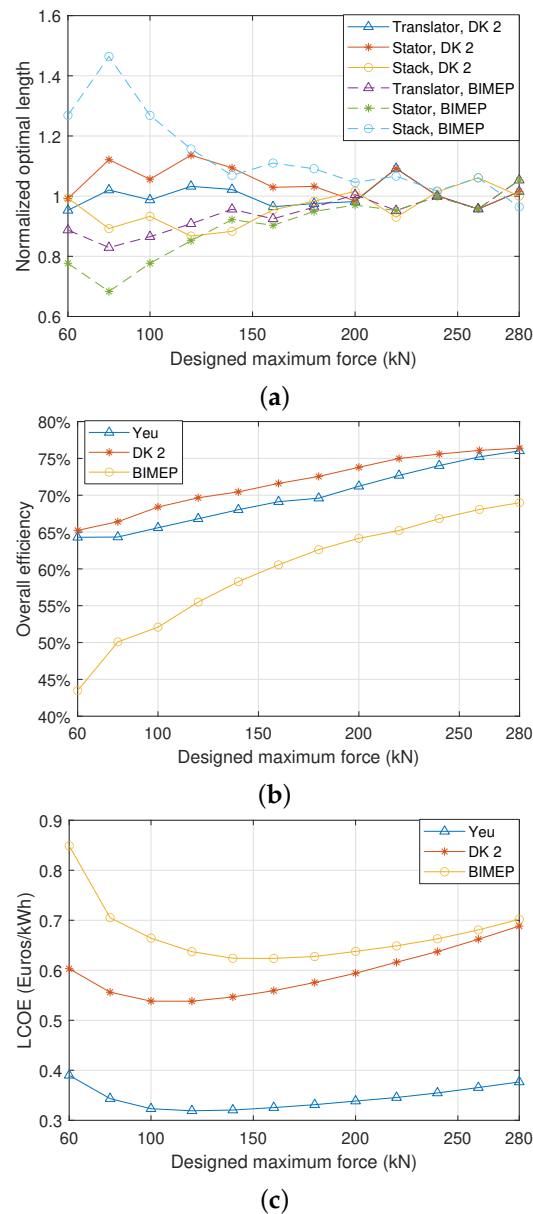 1.6
1.4
1.2
1
0.8
0.6
Normalized optimal length
Translator, DK 2
Stator, DK 2
Stack, DK 2
Translator, BIMEP
Stator, BIMEP
Stack, BIMEP
60 100 150 200 250 280
Designed maximum force (kN)
(a)
80%
75%
70%
65%
60%
55%
50%
45%
40%
Overall efficiency
Yeu
DK 2
BIMEP
60 100 150 200 250 280
Designed maximum force (kN)
(b)
0.9
0.8
0.7
0.6
0.5
0.4
0.3
LCOE (Euros/kWh)
Yeu
DK 2
BIMEP
60 100 150 200 250 280
Designed maximum force (kN)
(c)